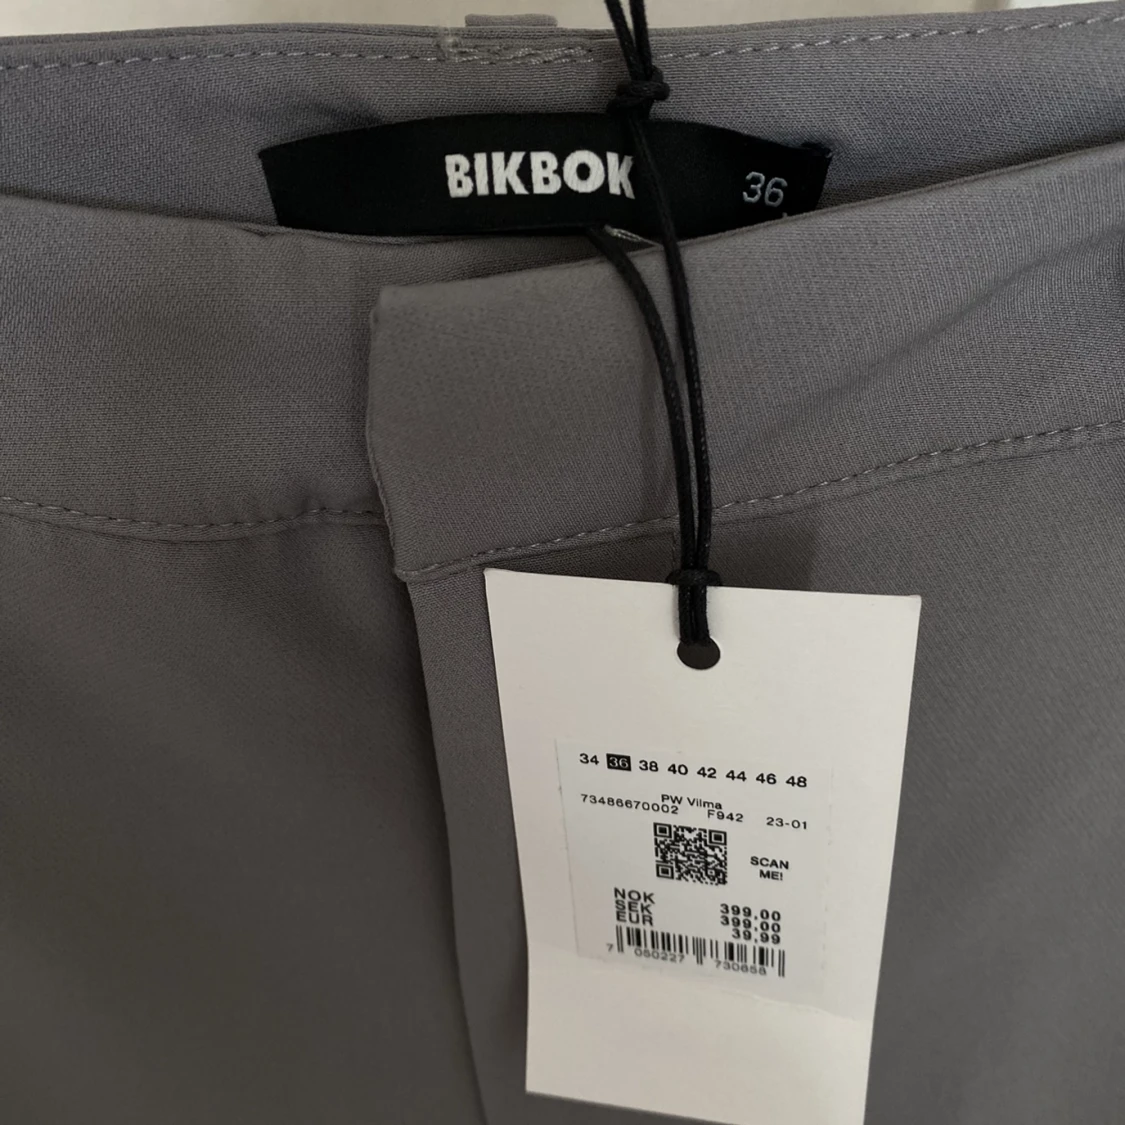 BIKBOK 36
34 36 38 40 42 44 46 48
PW Vilma
73486670002 F942 23-01
SCAN
ME!
NOK 399,00
SEK 399,00
EUR 39,99
7 050227 730658